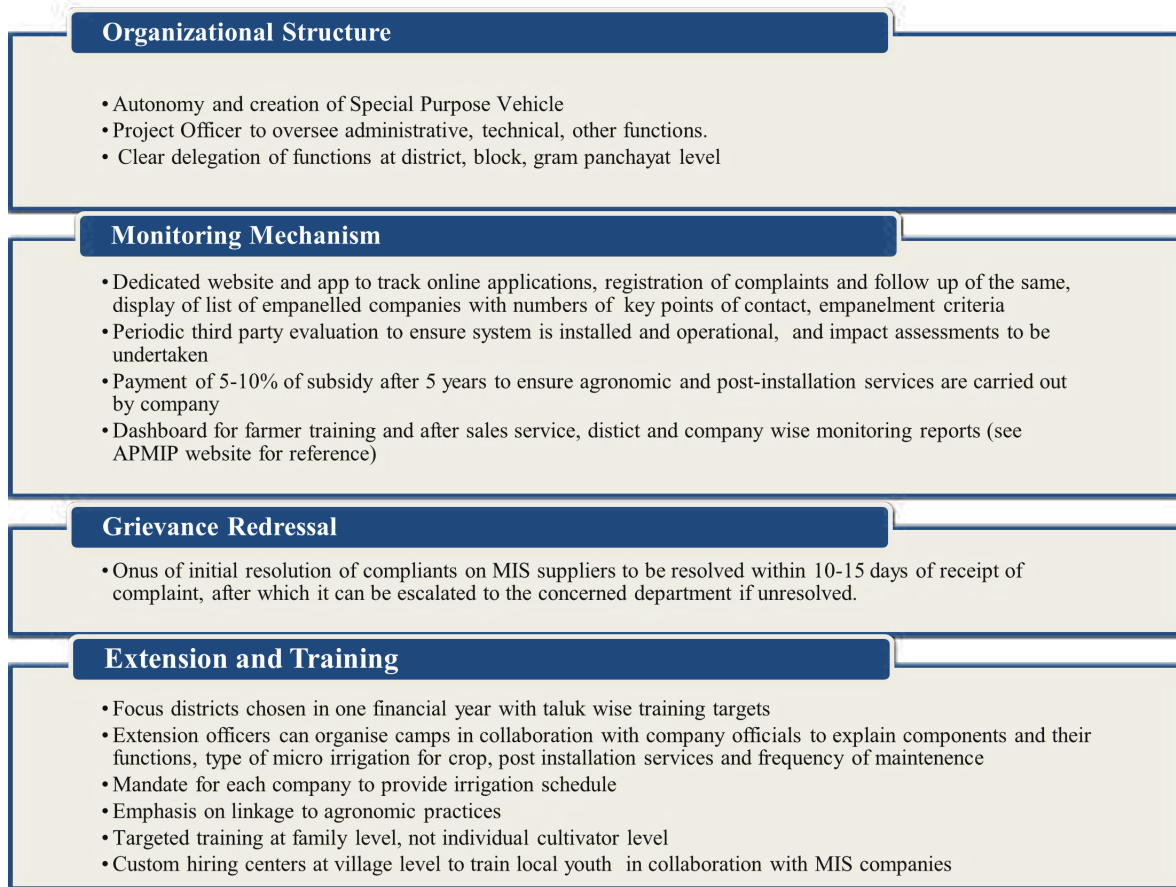 Organizational Structure
• Autonomy and creation of Special Purpose Vehicle
• Project Officer to oversee administrative, technical, other functions.
• Clear delegation of functions at district, block, gram panchayat level
Monitoring Mechanism
• Dedicated website and app to track online applications, registration of complaints and follow up of the same,
display of list of empanelled companies with numbers of key points of contact, empanelment criteria
• Periodic third party evaluation to ensure system is installed and operational, and impact assessments to be
undertaken
• Payment of 5-10% of subsidy after 5 years to ensure agronomic and post-installation services are carried out
by company
• Dashboard for farmer training and after sales service, distict and company wise monitoring reports (see
APMIP website for reference)
Grievance Redressal
• Onus of initial resolution of compliants on MIS suppliers to be resolved within 10-15 days of receipt of
complaint, after which it can be escalated to the concerned department if unresolved.
Extension and Training
• Focus districts chosen in one financial year with taluk wise training targets
• Extension officers can organise camps in collaboration with company officials to explain components and their
functions, type of micro irrigation for crop, post installation services and frequency of maintenence
• Mandate for each company to provide irrigation schedule
• Emphasis on linkage to agronomic practices
• Targeted training at family level, not individual cultivator level
• Custom hiring centers at village level to train local youth in collaboration with MIS companies